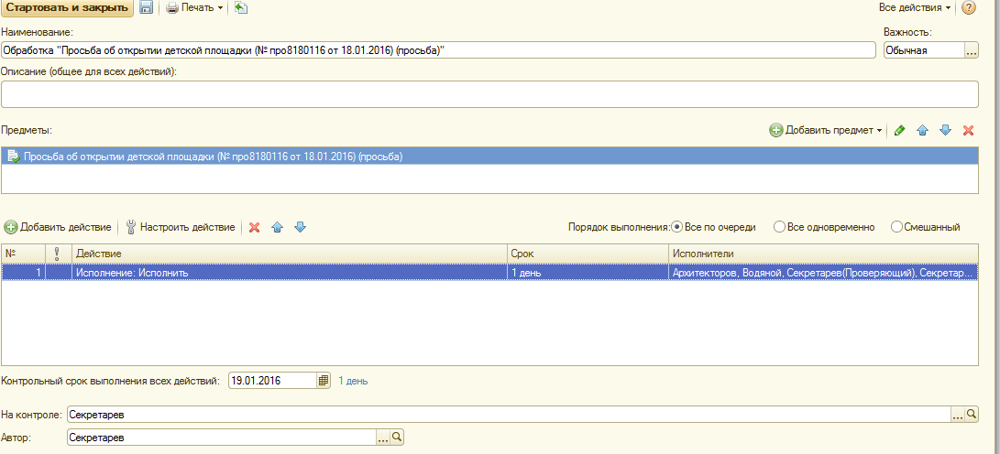 Стартовать и закрыть Печать Все действия
Наименование: Важность:
Обработка "Просьба об открытии детской площадки (№ про8180116 от 18.01.2016) (просьба)" Обычная ...
Описание (общее для всех действий):
Предметы: Добавить предмет
Просьба об открытии детской площадки (№ про8180116 от 18.01.2016) (просьба)
Добавить действие Настроить действие Порядок выполнения: Все по очереди Все одновременно Смешанный
№ Действие Срок Исполнители
1 Исполнение: Исполнить 1 день Архитекторов, Водяной, Секретарев(Проверяющий), Секретар...
Контрольный срок выполнения всех действий: 19.01.2016 1 день
На контроле: Секретарев ...
Автор: Секретарев ...